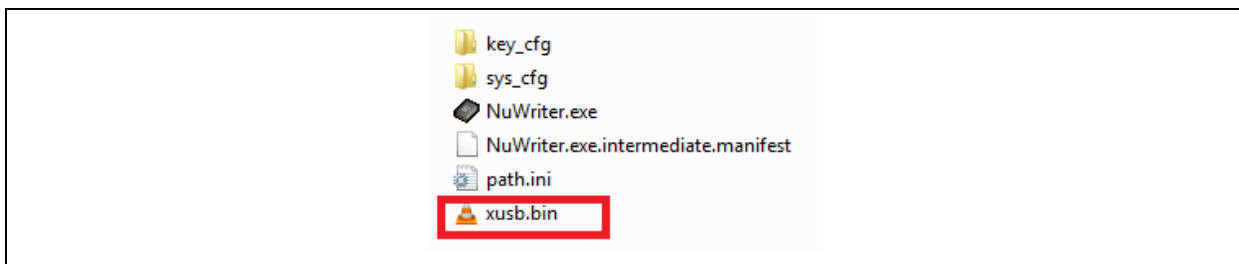 key_cfg
sys_cfg
NuWriter.exe
NuWriter.exe.intermediate.manifest
path.ini
xusb.bin